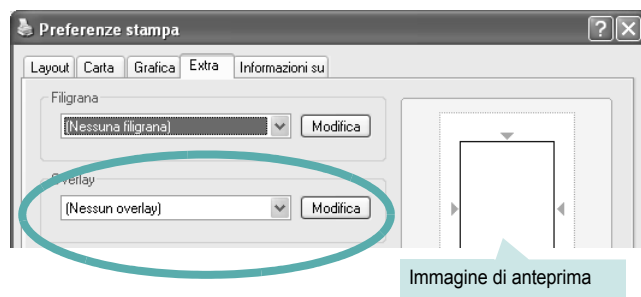 Preferenze stampa
Layout Carta Grafica Extra Informazioni su
Filigrana
(Nessuna filigrana) Modifica
Overlay
(Nessun overlay) Modifica
Immagine di anteprima